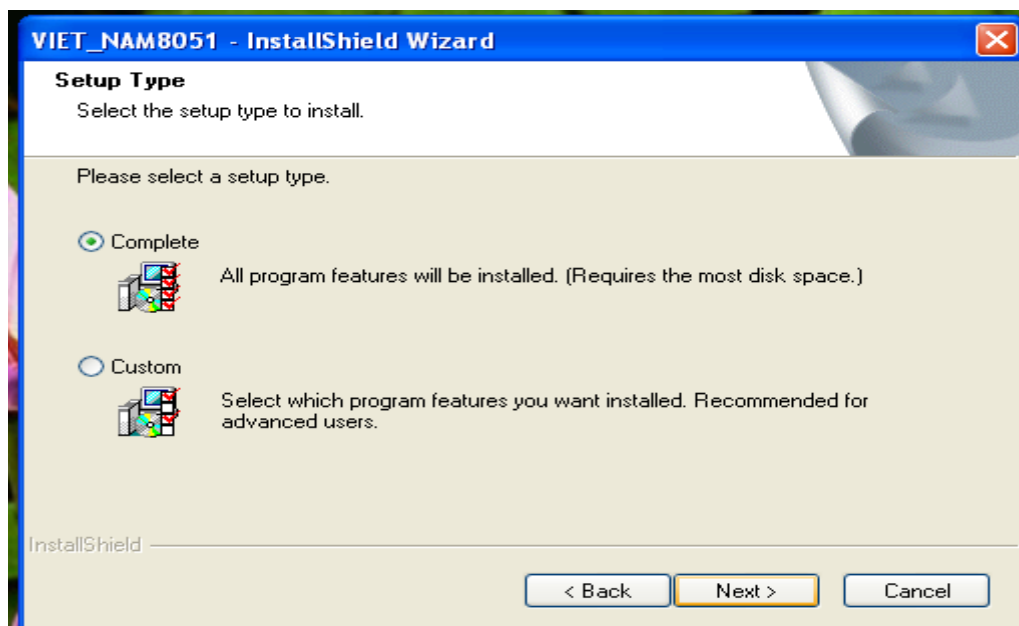 VIET_NAM8051 - InstallShield Wizard
Setup Type
Select the setup type to install.
Please select a setup type.
Complete
All program features will be installed. (Requires the most disk space.)
Custom
Select which program features you want installed. Recommended for
advanced users.
InstallShield
< Back
Next >
Cancel